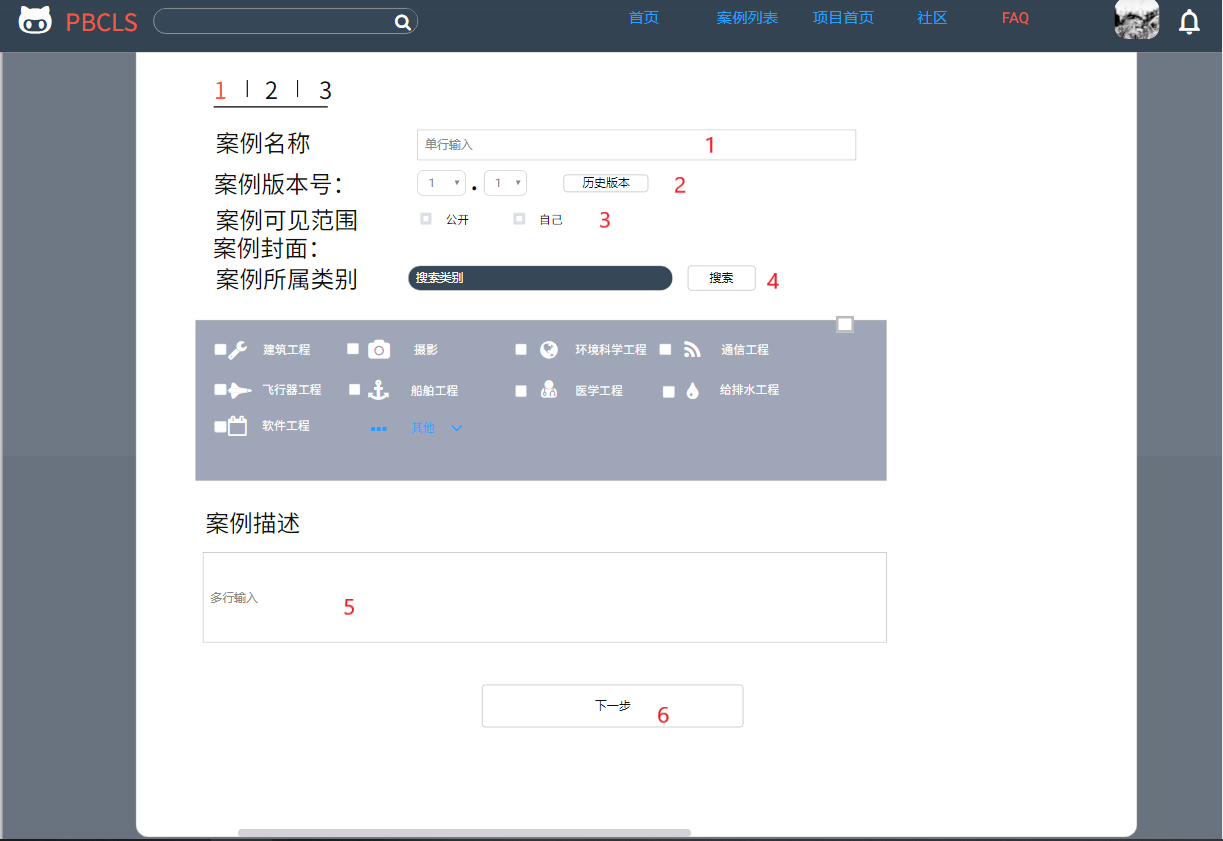 PBCLS 首页 案例列表 项目首页 社区 FAQ
1 2 3
案例名称 单行输入 1
案例版本号： 1 . 1 历史版本 2
案例可见范围 公开 自己 3
案例封面：
案例所属类别 搜索类别 搜索 4
建筑工程 摄影 环境科学工程 通信工程
飞行器工程 船舶工程 医学工程 给排水工程
软件工程 其他
案例描述
多行输入 5
下一步 6